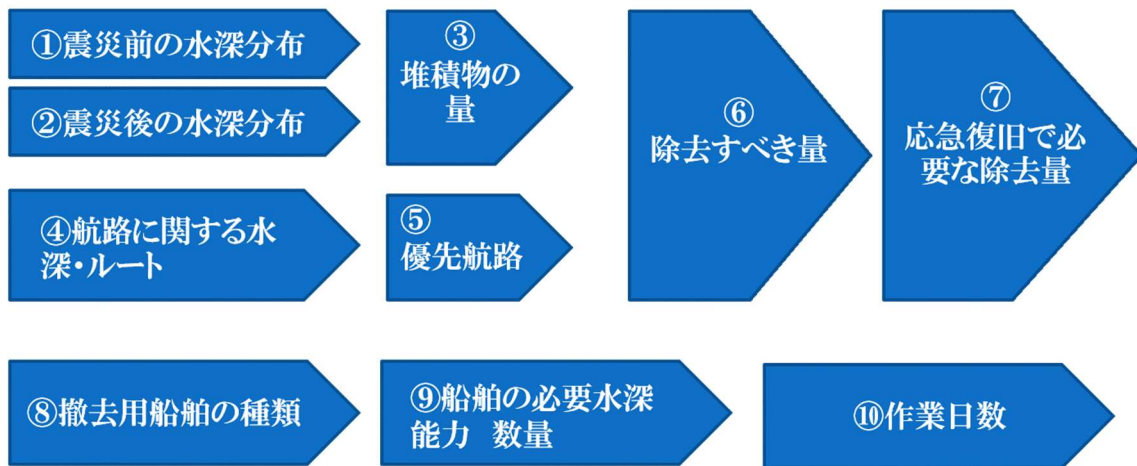 ①震災前の水深分布
②震災後の水深分布
③
堆積物の
量
④航路に関する水
深・ルート
⑤
優先航路
⑥
除去すべき量
⑦
応急復旧で必
要な除去量
⑧撤去用船舶の種類
⑨船舶の必要水深
能力　数量
⑩作業日数